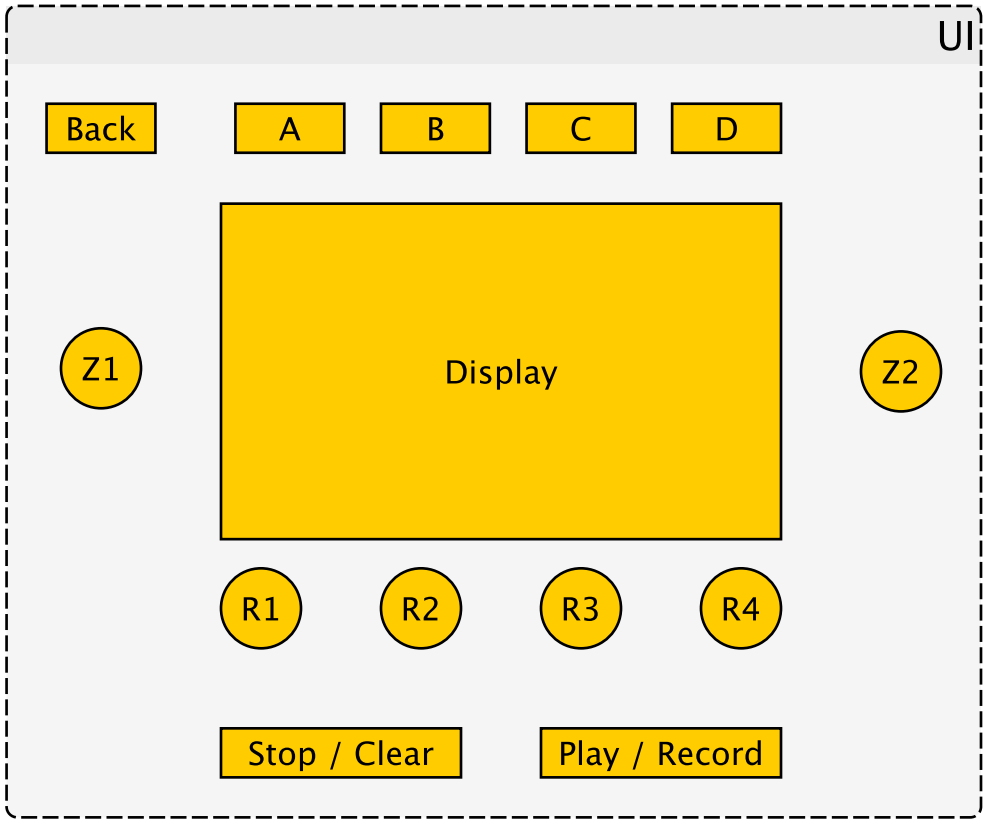 UI
Back
A
B
C
D
Display
Z1
Z2
R1
R2
R3
R4
Stop / Clear
Play / Record